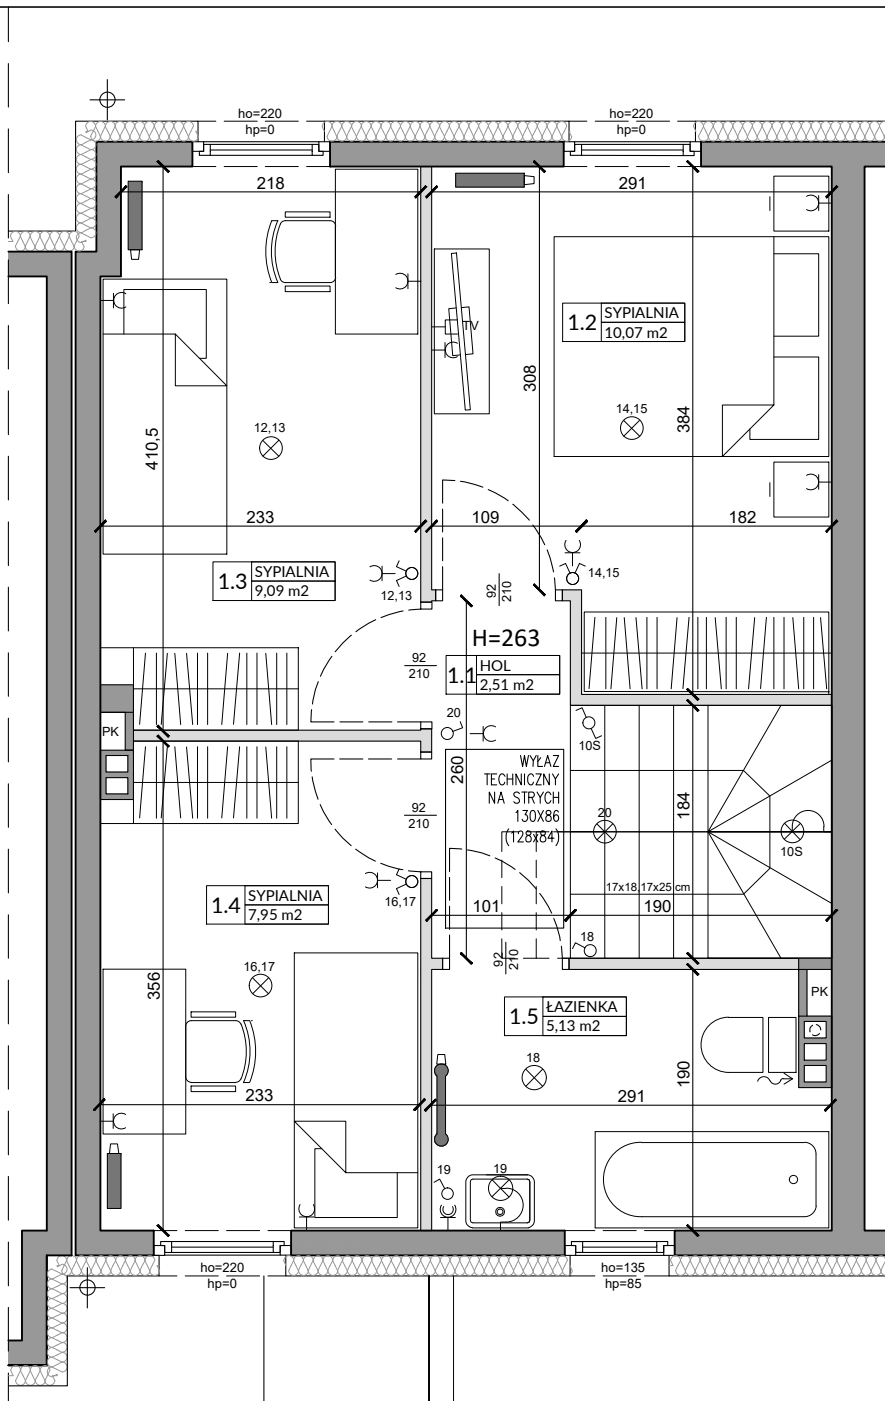 ho=220
hp=0
ho=220
hp=0
218
291
1.2
SYPIALNIA
10,07 m2
TV
308
384
410,5
12,13
14,15
233
109
182
1.3
SYPIALNIA
9,09 m2
12,13
14,15
92
210
H=263
1.1
HOL
2,51 m2
92
210
20
10S
PK
260
WYŁAZ
TECHNICZNY
NA STRYCH
130X86
(128x84)
184
92
210
20
10S
1.4
SYPIALNIA
7,95 m2
16,17
17x18,17x25 cm
101
190
18
92
210
16,17
356
1.5
ŁAZIENKA
5,13 m2
PK
18
190
233
291
19
19
ho=220
hp=0
ho=135
hp=85